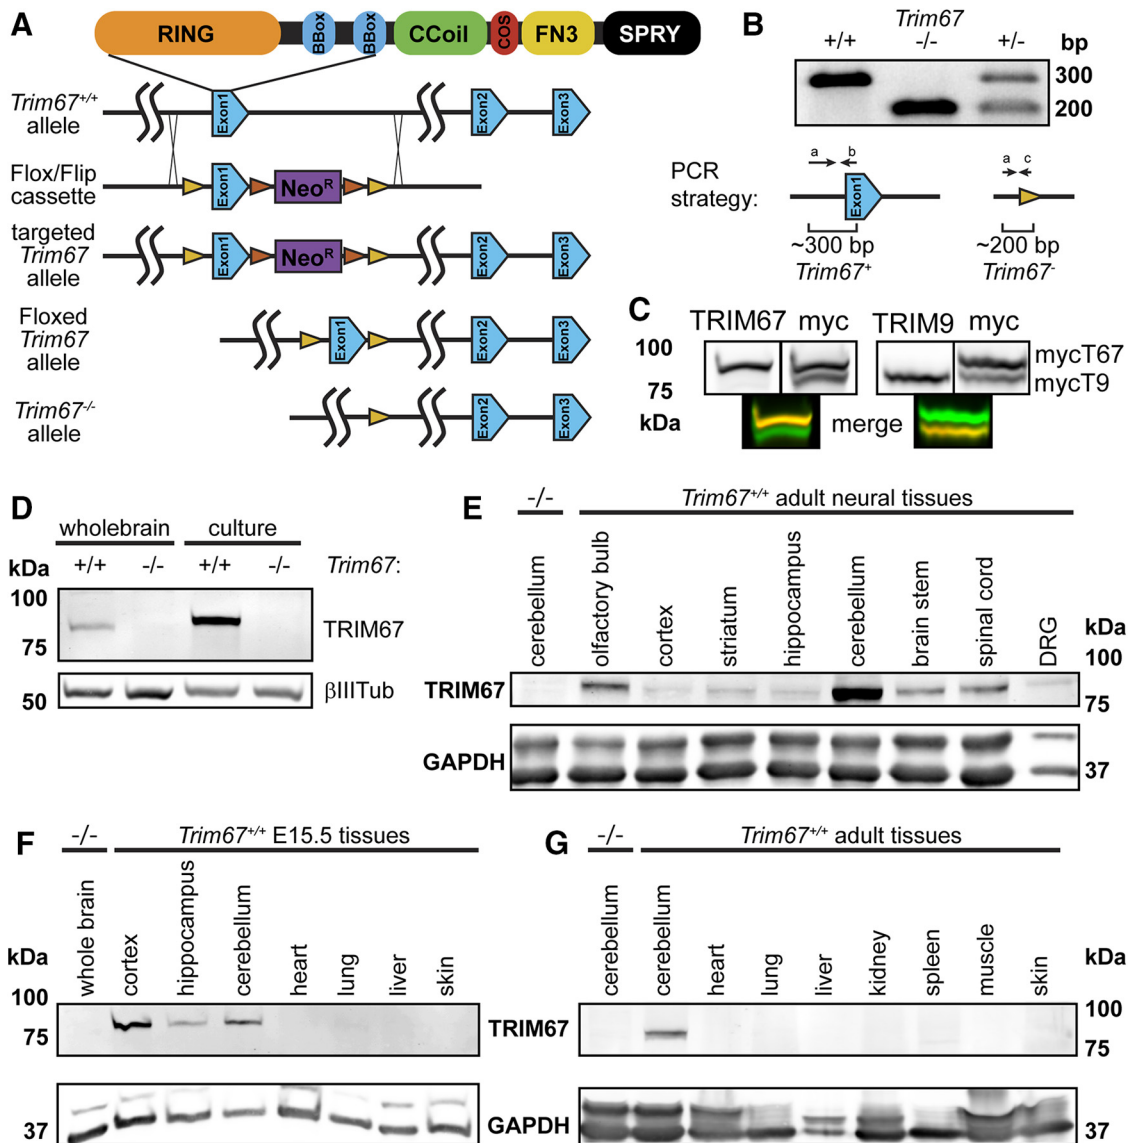 A
RING
BBox
BBox
CCoil
COS
FN3
SPRY
Trim67+/+
allele
Exon1
Exon2
Exon3
Flox/Flip
cassette
Exon1
NeoR
targeted
Trim67
allele
Exon1
NeoR
Exon2
Exon3
Floxed
Trim67
allele
Exon1
Exon2
Exon3
Trim67-/-
allele
Exon2
Exon3
B
Trim67
+/+ -/- +/- bp
300
200
PCR
strategy:
a b
Exon1
a c
~300 bp
Trim67+
~200 bp
Trim67-
C
TRIM67 myc TRIM9 myc
100
75
kDa
mycT67
mycT9
merge
D
wholebrain culture
kDa +/+ -/- +/+ -/- Trim67:
100
75
TRIM67
50
βIIITub
E
-/- Trim67+/+ adult neural tissues
cerebellum
olfactory bulb
cortex
striatum
hippocampus
cerebellum
brain stem
spinal cord
DRG
kDa
100
TRIM67
75
GAPDH
37
F
-/- Trim67+/+ E15.5 tissues
whole brain
cortex
hippocampus
cerebellum
heart
lung
liver
skin
kDa
100
75
TRIM67
37
GAPDH
G
-/- Trim67+/+ adult tissues
cerebellum
cerebellum
heart
lung
liver
kidney
spleen
muscle
skin
kDa
100
75
37